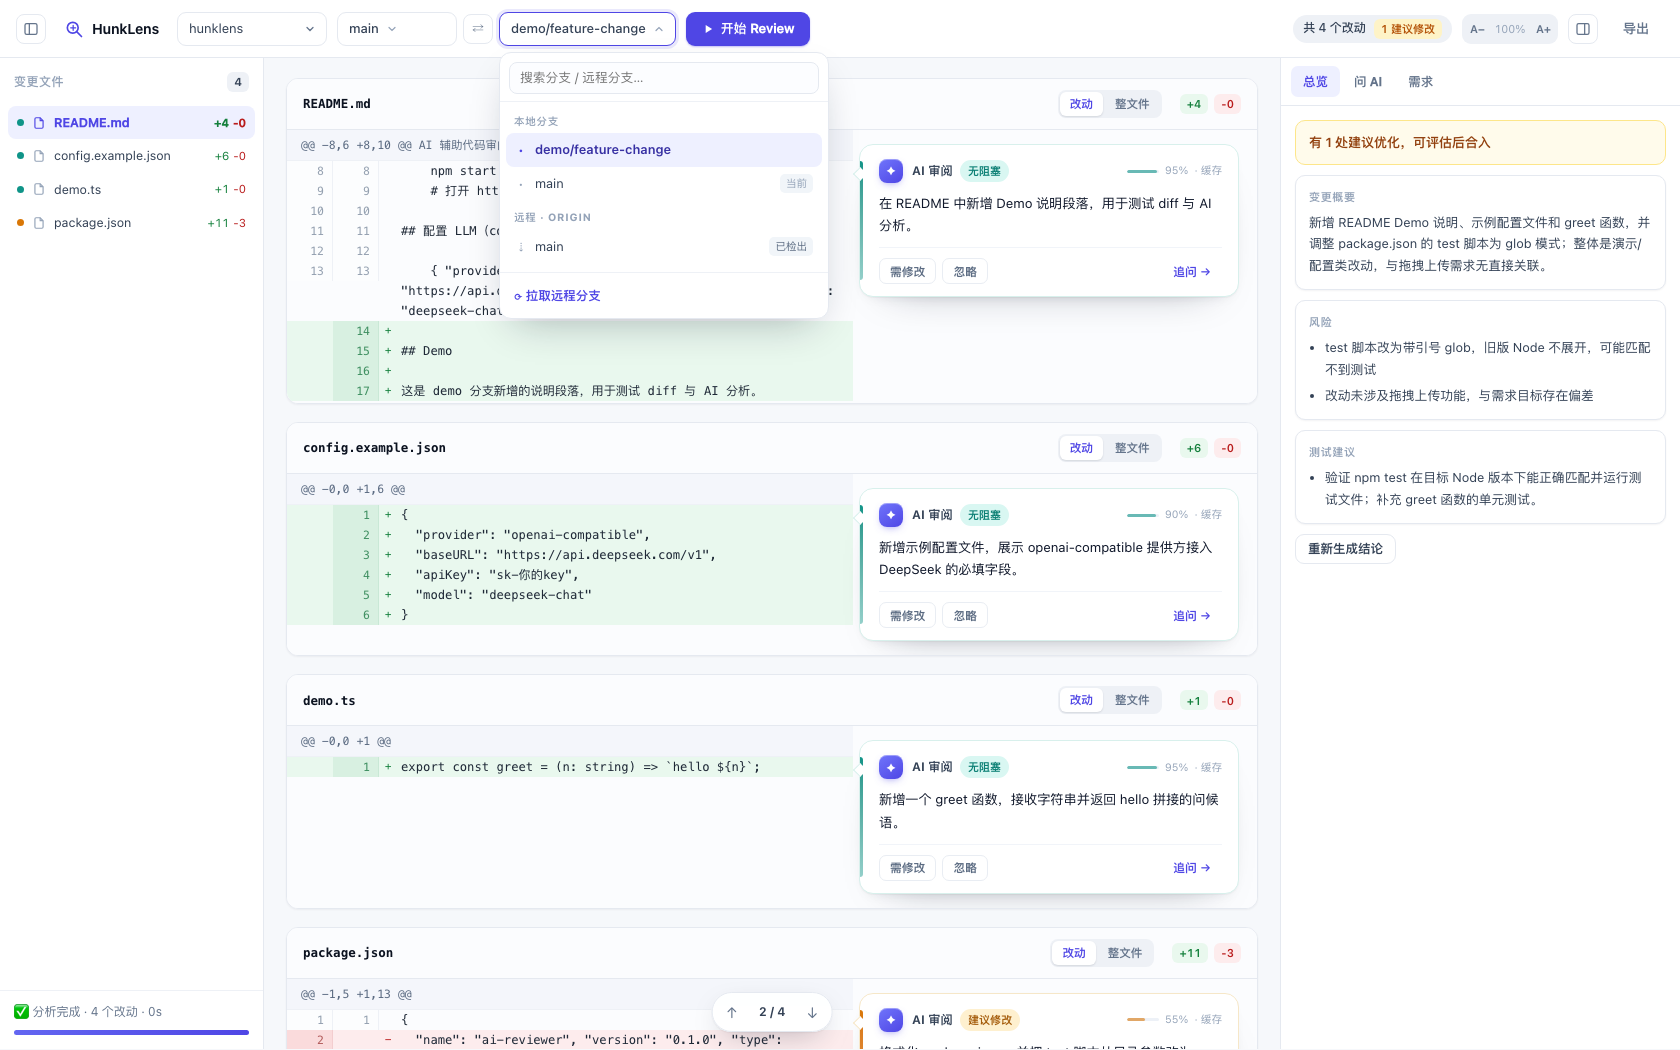 HunkLens
hunklens
main
demo/feature-change
开始 Review
共 4 个改动
1 建议修改
A−
100%
A+
导出
变更文件
4
README.md
+4 -0
config.example.json
+6 -0
demo.ts
+1 -0
package.json
+11 -3
✅ 分析完成 · 4 个改动 · 0s
搜索分支 / 远程分支...
本地分支
demo/feature-change
main
当前
远程 · ORIGIN
main
已检出
拉取远程分支
README.md
改动
整文件
+4
-0
@@ −8,6 +8,10 @@ AI 辅助代码审
8 8 npm start
9 9 # 打开 htt
10 10
11 11 ## 配置 LLM (co
12 12
13 13 { "provide
"https://api.d
:
"deepseek-chat
14 +
15 + ## Demo
16 +
17 + 这是 demo 分支新增的说明段落，用于测试 diff 与 AI 分析。
AI 审阅
无阻塞
95% · 缓存
在 README 中新增 Demo 说明段落，用于测试 diff 与 AI
分析。
需修改
忽略
追问 →
config.example.json
改动
整文件
+6
-0
@@ −0,0 +1,6 @@
1 + {
2 + "provider": "openai-compatible",
3 + "baseURL": "https://api.deepseek.com/v1",
4 + "apiKey": "sk-你的key",
5 + "model": "deepseek-chat"
6 + }
AI 审阅
无阻塞
90% · 缓存
新增示例配置文件，展示 openai-compatible 提供方接入
DeepSeek 的必填字段。
需修改
忽略
追问 →
demo.ts
改动
整文件
+1
-0
@@ −0,0 +1 @@
1 + export const greet = (n: string) => `hello ${n}`;
AI 审阅
无阻塞
95% · 缓存
新增一个 greet 函数，接收字符串并返回 hello 拼接的问候
语。
需修改
忽略
追问 →
package.json
改动
整文件
+11
-3
@@ −1,5 +1,13 @@
1 1 {
2 − "name": "ai-reviewer", "version": "0.1.0", "type":
↑ 2 / 4 ↓
AI 审阅
建议修改
55% · 缓存
总览
问 AI
需求
有 1 处建议优化，可评估后合入
变更概要
新增 README Demo 说明、示例配置文件和 greet 函数，并
调整 package.json 的 test 脚本为 glob 模式；整体是演示/
配置类改动，与拖拽上传需求无直接关联。
风险
• test 脚本改为带引号 glob，旧版 Node 不展开，可能匹配
不到测试
• 改动未涉及拖拽上传功能，与需求目标存在偏差
测试建议
• 验证 npm test 在目标 Node 版本下能正确匹配并运行测
试文件；补充 greet 函数的单元测试。
重新生成结论